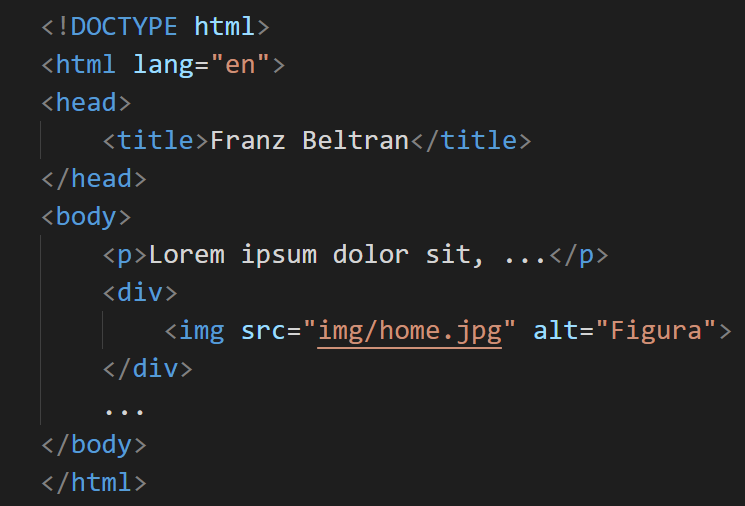 <!DOCTYPE html>
<html lang="en">
<head>
<title>Franz Beltran</title>
</head>
<body>
<p>Lorem ipsum dolor sit, ...</p>
<div>
<img src="img/home.jpg" alt="Figura">
</div>
...
</body>
</html>